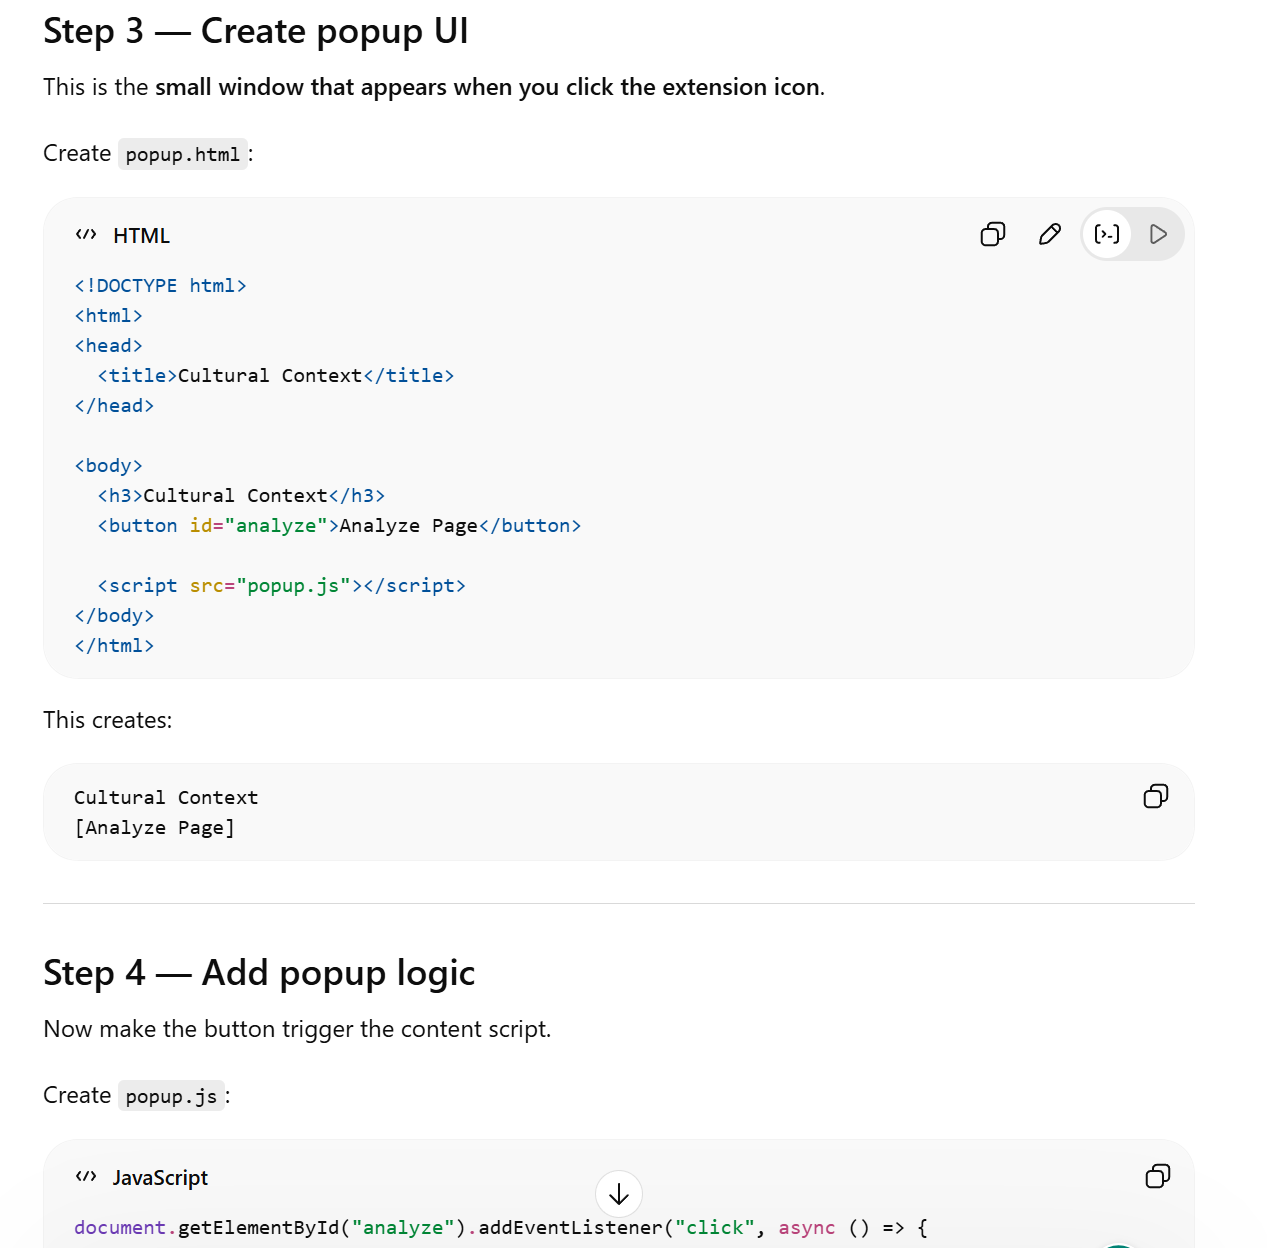 Step 3 — Create popup UI
This is the small window that appears when you click the extension icon.
Create popup.html:
HTML
<!DOCTYPE html>
<html>
<head>
  <title>Cultural Context</title>
</head>

<body>
  <h3>Cultural Context</h3>
  <button id="analyze">Analyze Page</button>

  <script src="popup.js"></script>
</body>
</html>
This creates:
Cultural Context
[Analyze Page]
Step 4 — Add popup logic
Now make the button trigger the content script.
Create popup.js:
JavaScript
document.getElementById("analyze").addEventListener("click", async () => {